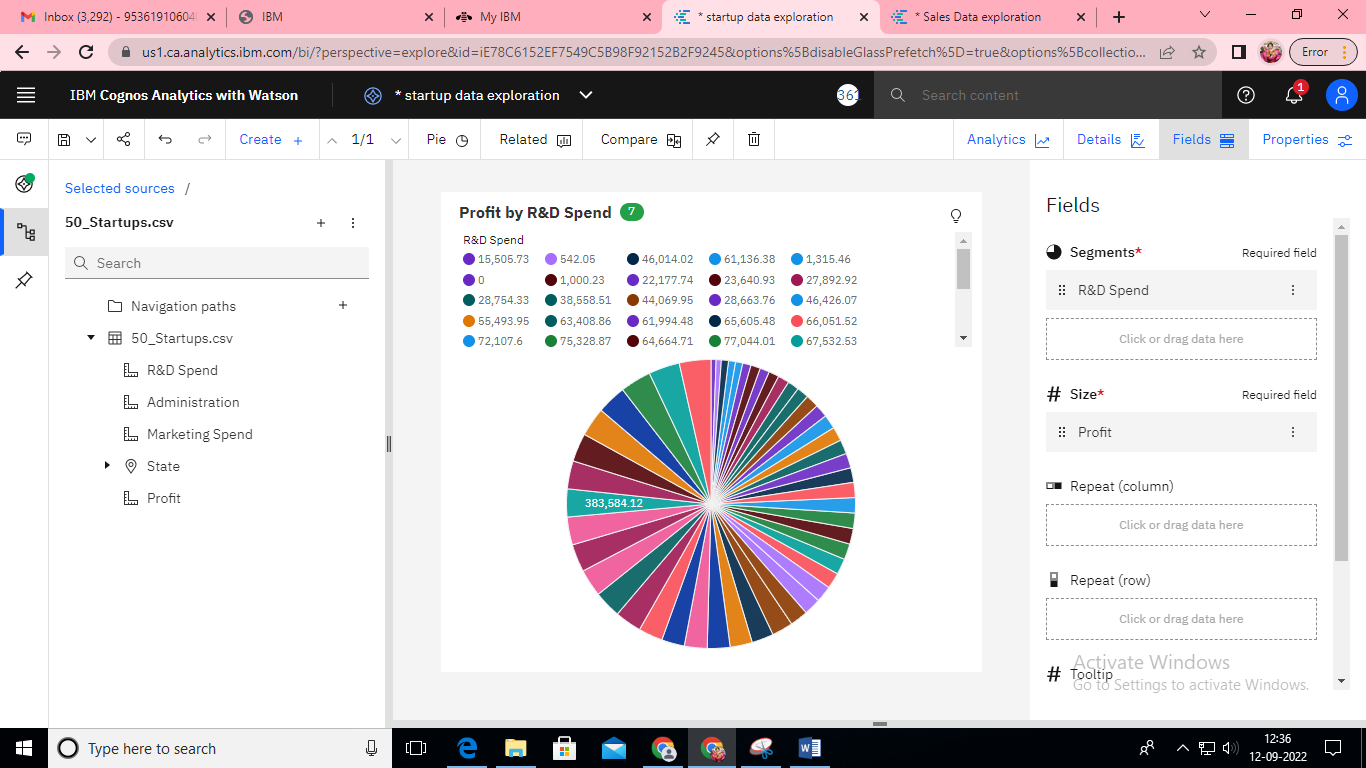 Inbox (3,292) - 9536191060
IBM
My IBM
* startup data exploration
* Sales Data exploration
us1.ca.analytics.ibm.com/bi/?perspective=explore&id=iE78C6152EF7549C5B98F92152B2F9245&options%5BdisableGlassPrefetch%5D=true&options%5Bcollectio...
Error
IBM Cognos Analytics with Watson
* startup data exploration
361
Search content
1
Create +
1/1
Pie
Related
Compare
Analytics
Details
Fields
Properties
Selected sources /
50_Startups.csv
Search
Navigation paths
50_Startups.csv
R&D Spend
Administration
Marketing Spend
State
Profit
Profit by R&D Spend 7
R&D Spend
15,505.73 542.05 46,014.02 61,136.38 1,315.46
0 1,000.23 22,177.74 23,640.93 27,892.92
28,754.33 38,558.51 44,069.95 28,663.76 46,426.07
55,493.95 63,408.86 61,994.48 65,605.48 66,051.52
72,107.6 75,328.87 64,664.71 77,044.01 67,532.53
383,584.12
Fields
Segments* Required field
R&D Spend
Click or drag data here
Size* Required field
Profit
Repeat (column)
Click or drag data here
Repeat (row)
Click or drag data here
Tooltip
Activate Windows
Go to Settings to activate Windows.
Type here to search
12:36
12-09-2022